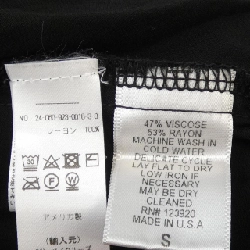 レーヨン 100%
アメリカ製
(輸入元)
47% VISCOSE
53% RAYON
MACHINE WASH IN
COLD WATER
DELICATE CYCLE
LAY FLAT TO DRY
LOW IRON IF
NECESSARY
MAY BE DRY
CLEANED
RN# 123920
MADE IN U.S.A
S